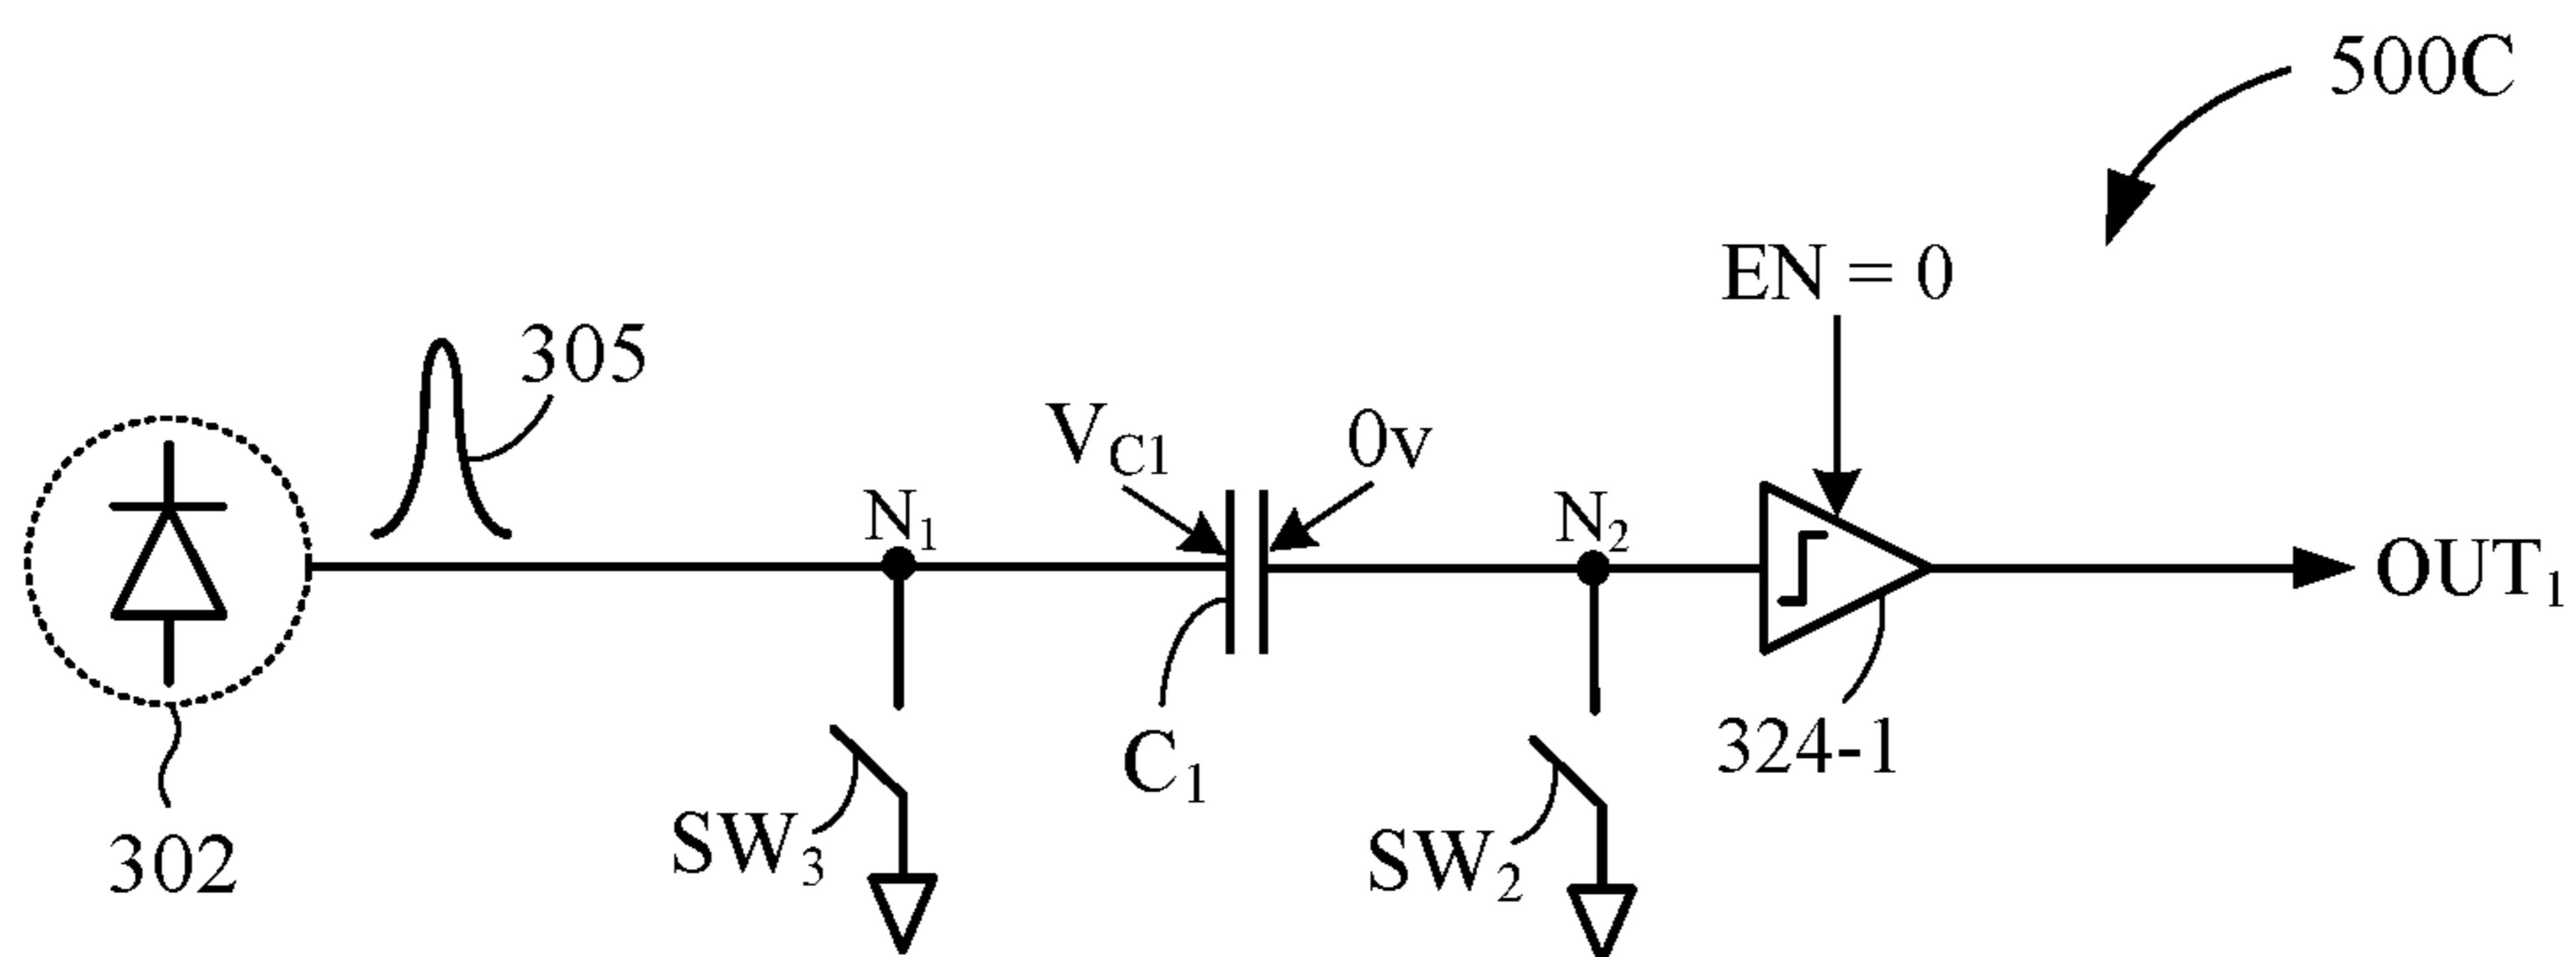 500C
EN = 0
305
V_C1
0v
N_1
N_2
OUT_1
C_1
324-1
SW_3
SW_2
302